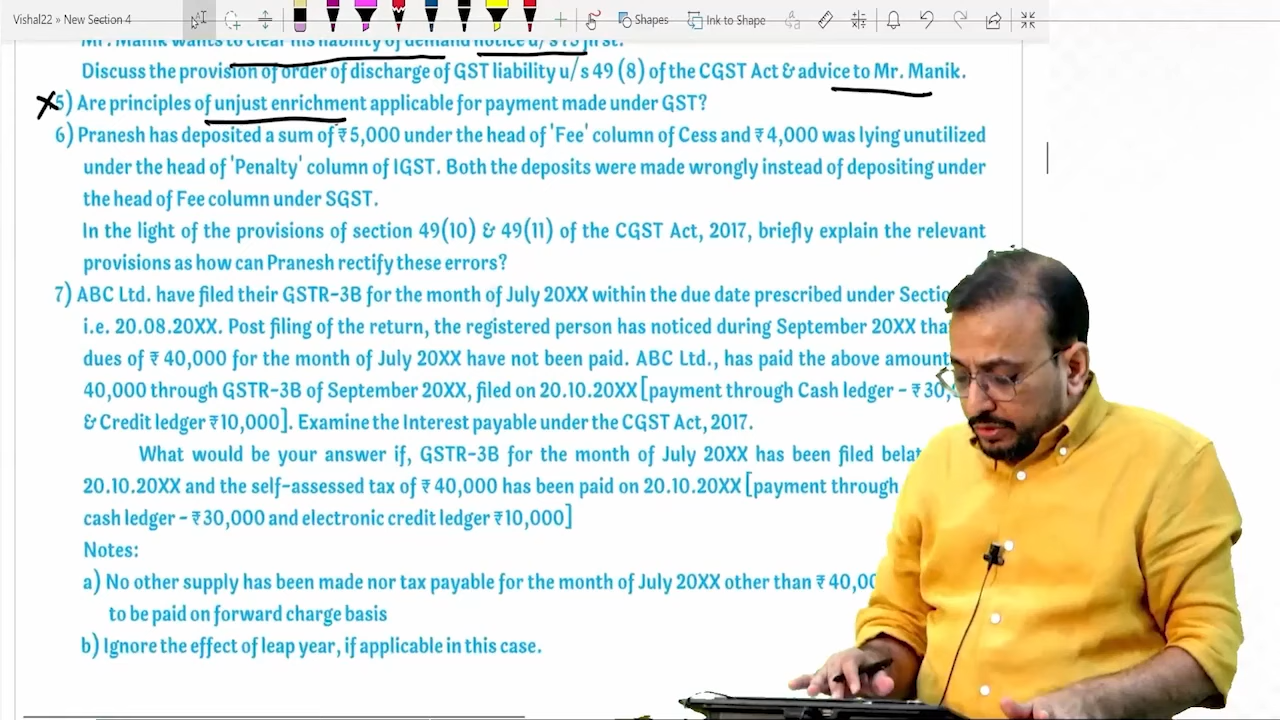 Vishal22 » New Section 4
Shapes
Ink to Shape
Mr. Manik wants to clear his liability of demand notice u/s 73 first.
Discuss the provision of order of discharge of GST liability u/s 49 (8) of the CGST Act & advice to Mr. Manik.
5) Are principles of unjust enrichment applicable for payment made under GST?
6) Pranesh has deposited a sum of ₹ 5,000 under the head of 'Fee' column of Cess and ₹ 4,000 was lying unutilized
under the head of 'Penalty' column of IGST. Both the deposits were made wrongly instead of depositing under
the head of Fee column under SGST.
In the light of the provisions of section 49(10) & 49(11) of the CGST Act, 2017, briefly explain the relevant
provisions as how can Pranesh rectify these errors?
7) ABC Ltd. have filed their GSTR-3B for the month of July 20XX within the due date prescribed under
i.e. 20.08.20XX. Post filing of the return, the registered person has noticed during September 20XX
dues of ₹ 40,000 for the month of July 20XX have not been paid. ABC Ltd., has paid the above amount
40,000 through GSTR-3B of September 20XX, filed on 20.10.20XX [payment through Cash ledger - ₹ 30,
& Credit ledger ₹ 10,000]. Examine the Interest payable under the CGST Act, 2017.
What would be your answer if, GSTR-3B for the month of July 20XX has been filed
20.10.20XX and the self-assessed tax of ₹ 40,000 has been paid on 20.10.20XX [payment through
cash ledger - ₹ 30,000 and electronic credit ledger ₹ 10,000]
Notes:
a) No other supply has been made nor tax payable for the month of July 20XX other than ₹ 40,00
to be paid on forward charge basis
b) Ignore the effect of leap year, if applicable in this case.